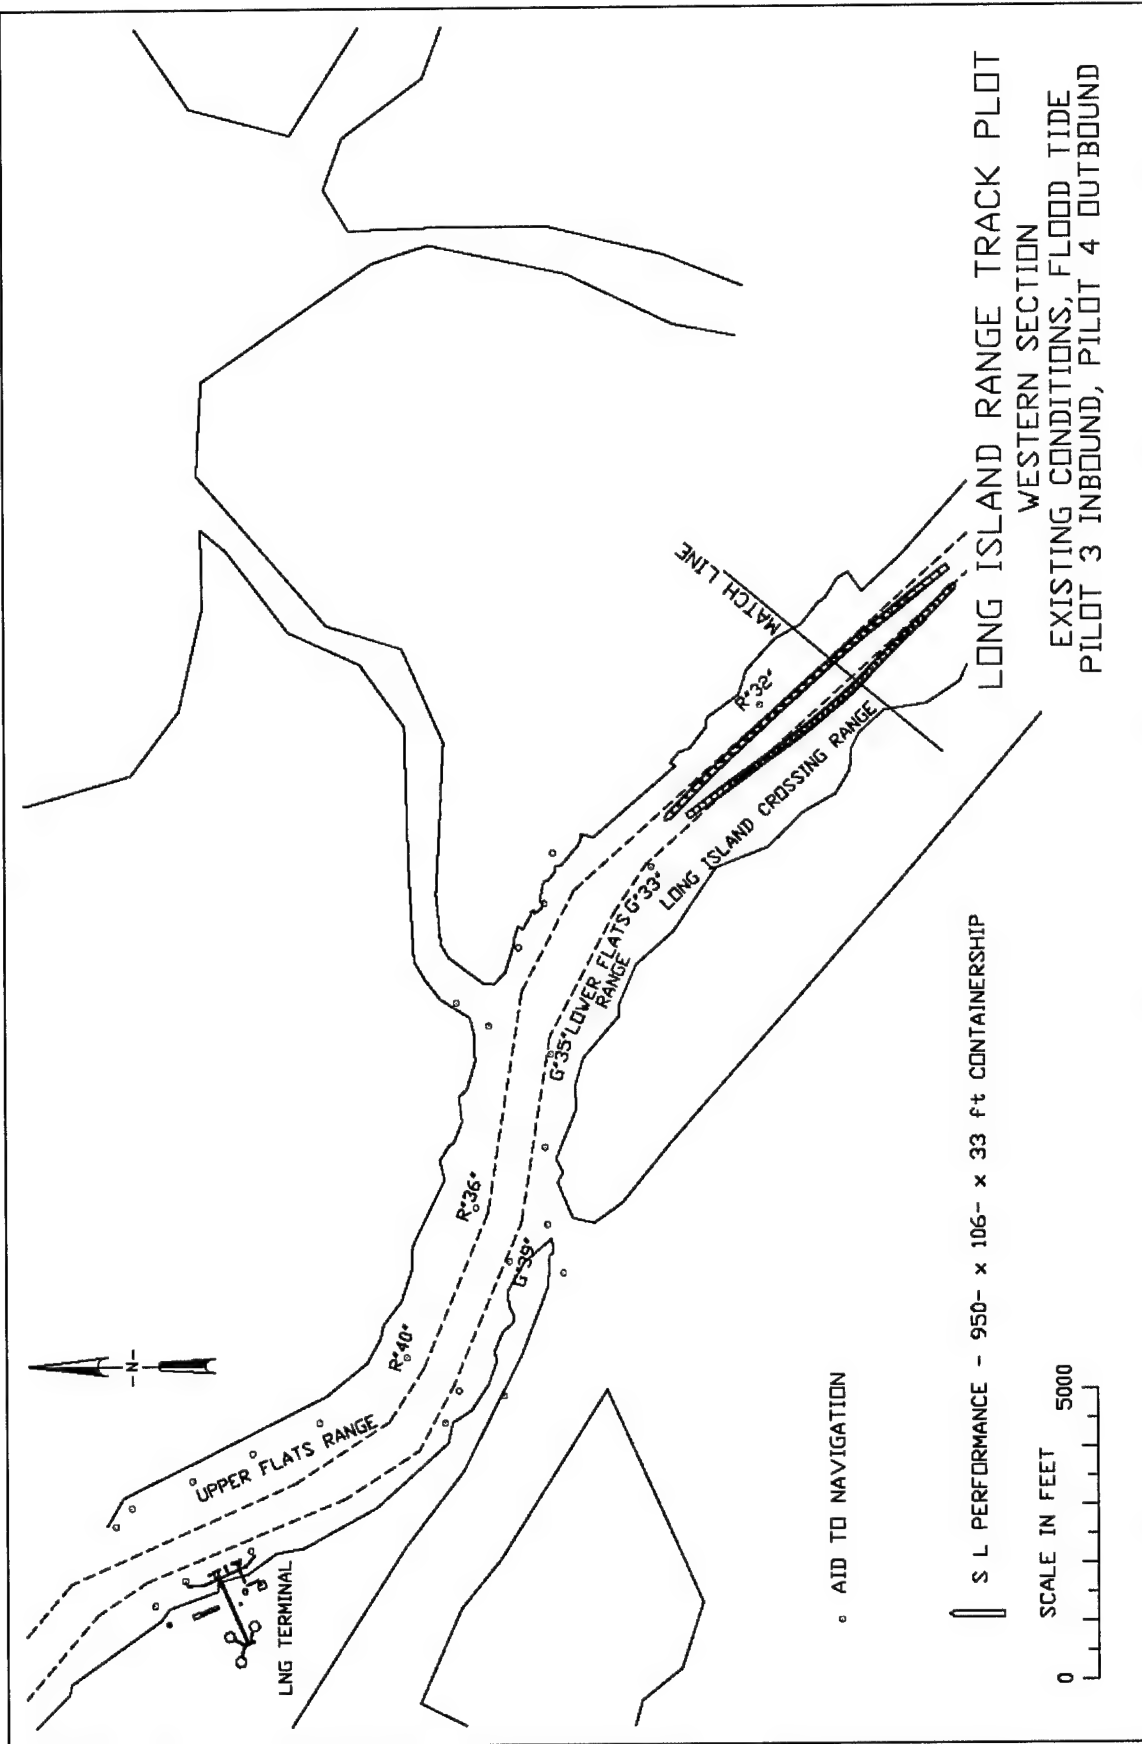 -N-
UPPER FLATS RANGE
LNG TERMINAL
R"40"
R"36"
G"39"
G"35"
LOWER FLATS
RANGE
G"33"
LONG ISLAND CROSSING RANGE
R"32"
MATCH LINE
o AID TO NAVIGATION
S L PERFORMANCE - 950- x 106- x 33 ft CONTAINERSHIP
SCALE IN FEET
0 5000
LONG ISLAND RANGE TRACK PLOT
WESTERN SECTION
EXISTING CONDITIONS, FLOOD TIDE
PILOT 3 INBOUND, PILOT 4 OUTBOUND